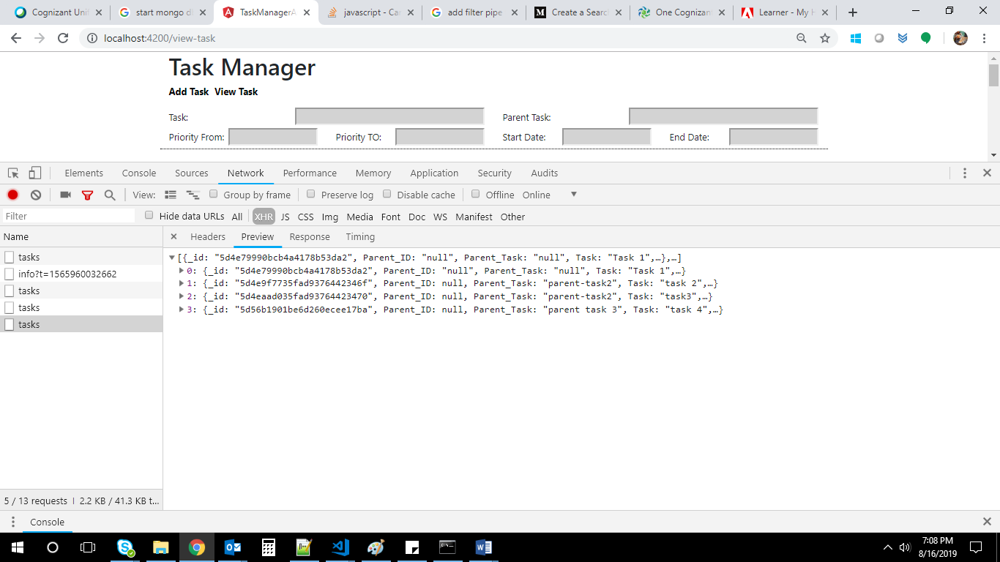 Cognizant Unif
start mongo di
TaskManagerA
javascript - Can
add filter pipe
Create a Search
One Cognizant
Learner - My H
localhost:4200/view-task
Task Manager
Add Task View Task
Task: Parent Task:
Priority From: Priority TO: Start Date: End Date:
Elements Console Sources Network Performance Memory Application Security Audits
View: Group by frame Preserve log Disable cache Offline Online
Filter Hide data URLs All XHR JS CSS Img Media Font Doc WS Manifest Other
Name
Headers Preview Response Timing
tasks
info?t=1565960032662
tasks
tasks
tasks
[{_id: "5d4e79990bcb4a4178b53da2", Parent_ID: "null", Parent_Task: "null", Task: "Task 1",…},…]
0: {_id: "5d4e79990bcb4a4178b53da2", Parent_ID: "null", Parent_Task: "null", Task: "Task 1",…}
1: {_id: "5d4e9f7735fad9376442346f", Parent_ID: null, Parent_Task: "parent-task2", Task: "task 2",…}
2: {_id: "5d4eaad035fad93764423470", Parent_ID: null, Parent_Task: "parent-task2", Task: "task3",…}
3: {_id: "5d56b1901be6d260ecee17ba", Parent_ID: null, Parent_Task: "parent task 3", Task: "task 4",…}
5 / 13 requests | 2.2 KB / 41.3 KB t...
Console
7:08 PM
8/16/2019